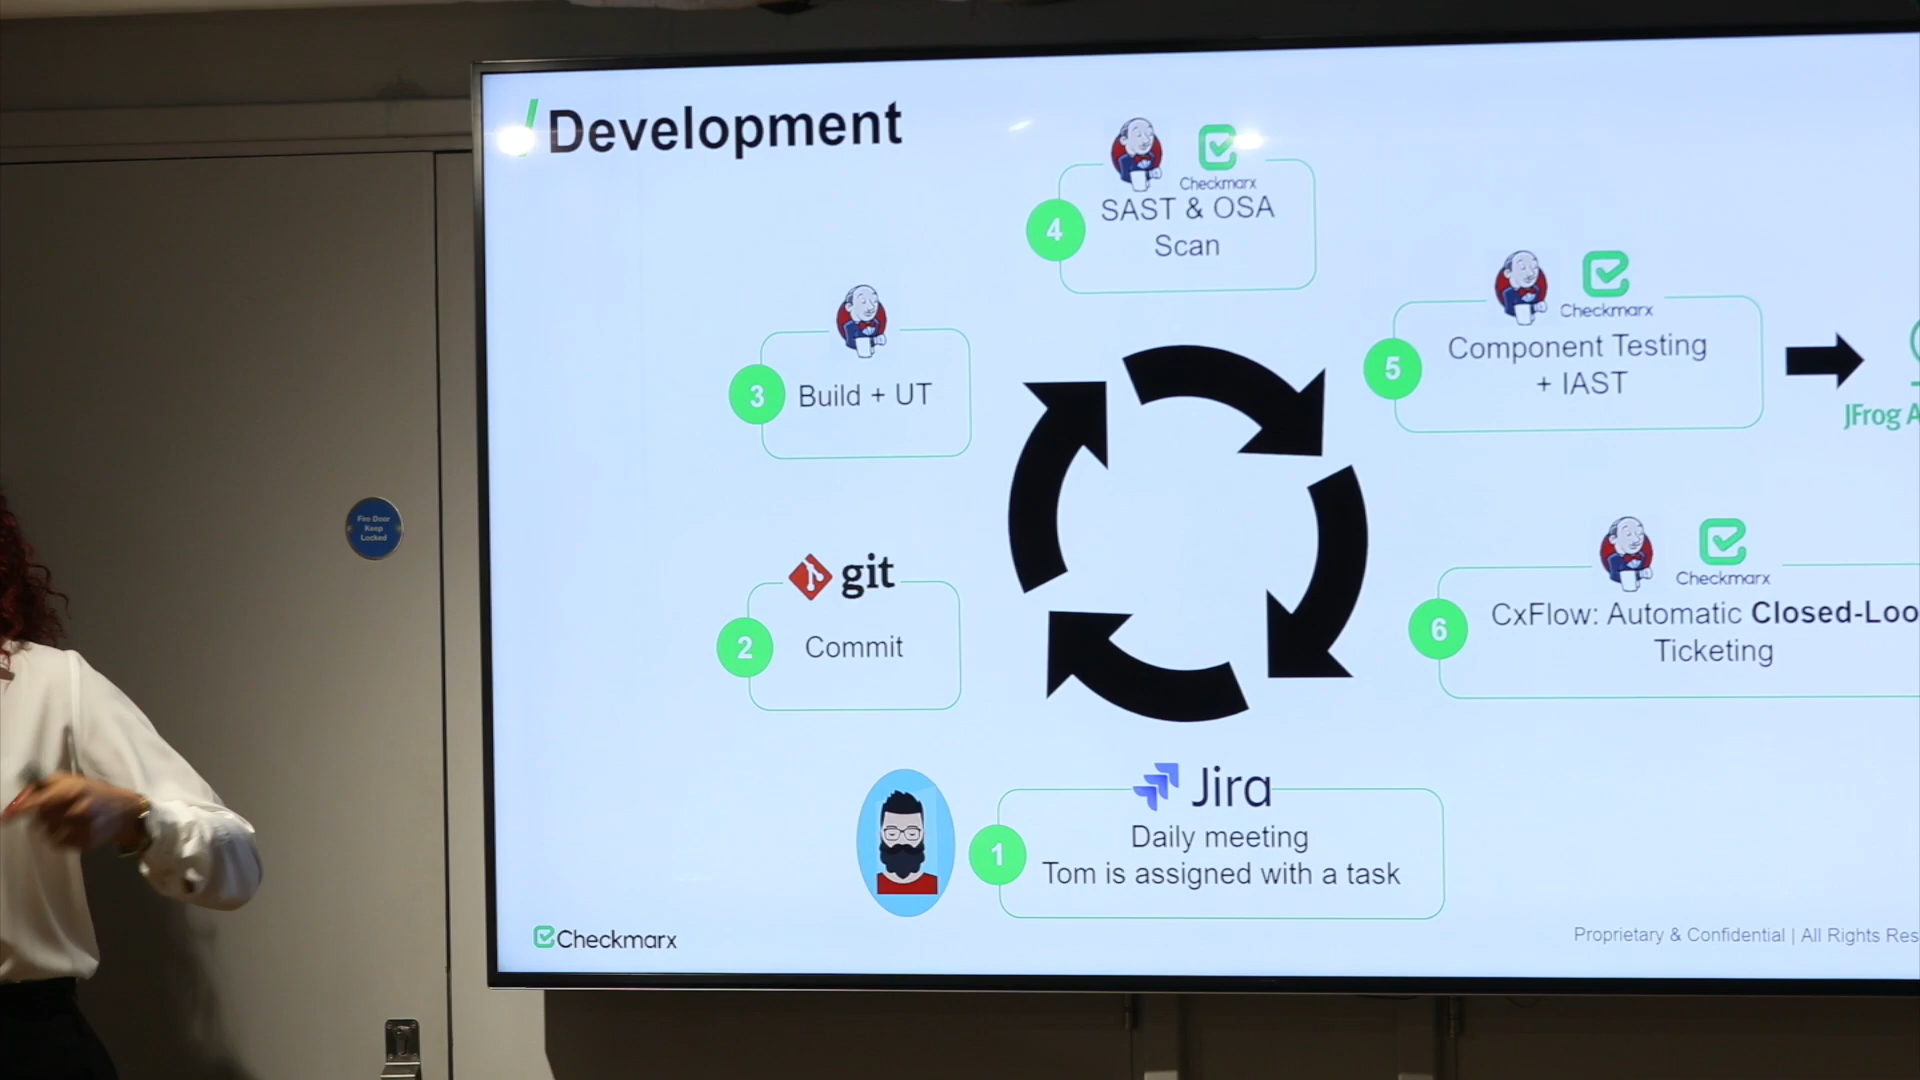 Development
Checkmarx
4
SAST & OSA
Scan
Checkmarx
5
Component Testing
+ IAST
3
Build + UT
JFrog A
git
2
Commit
Checkmarx
6
CxFlow: Automatic Closed-Loo
Ticketing
Jira
1
Daily meeting
Tom is assigned with a task
Checkmarx
Proprietary & Confidential | All Rights Res
Fire Door
Keep
Locked